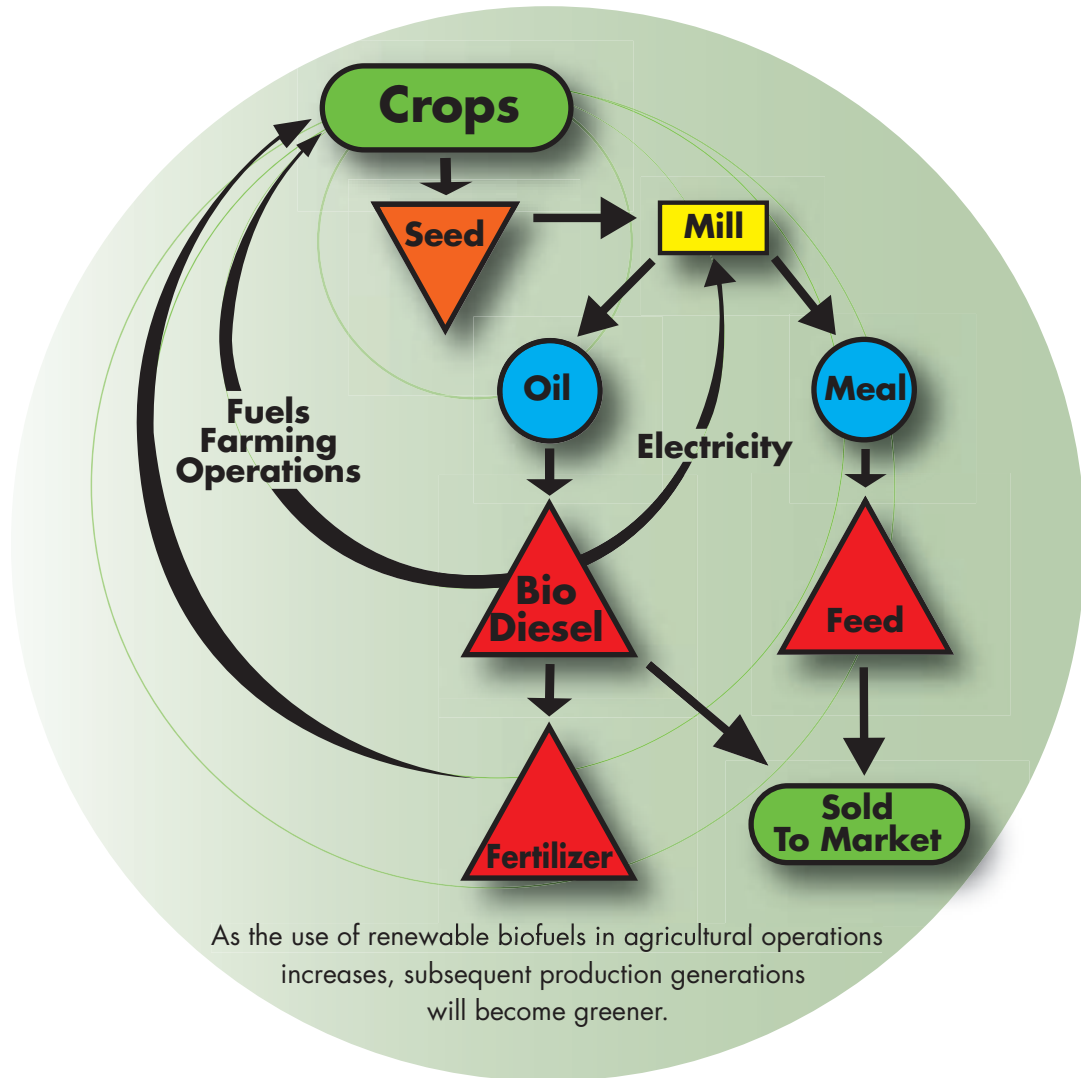 Crops
Seed
Mill
Oil
Meal
Fuels
Farming
Operations
Electricity
Bio
Diesel
Feed
Sold
To Market
Fertilizer
As the use of renewable biofuels in agricultural operations
increases, subsequent production generations
will become greener.